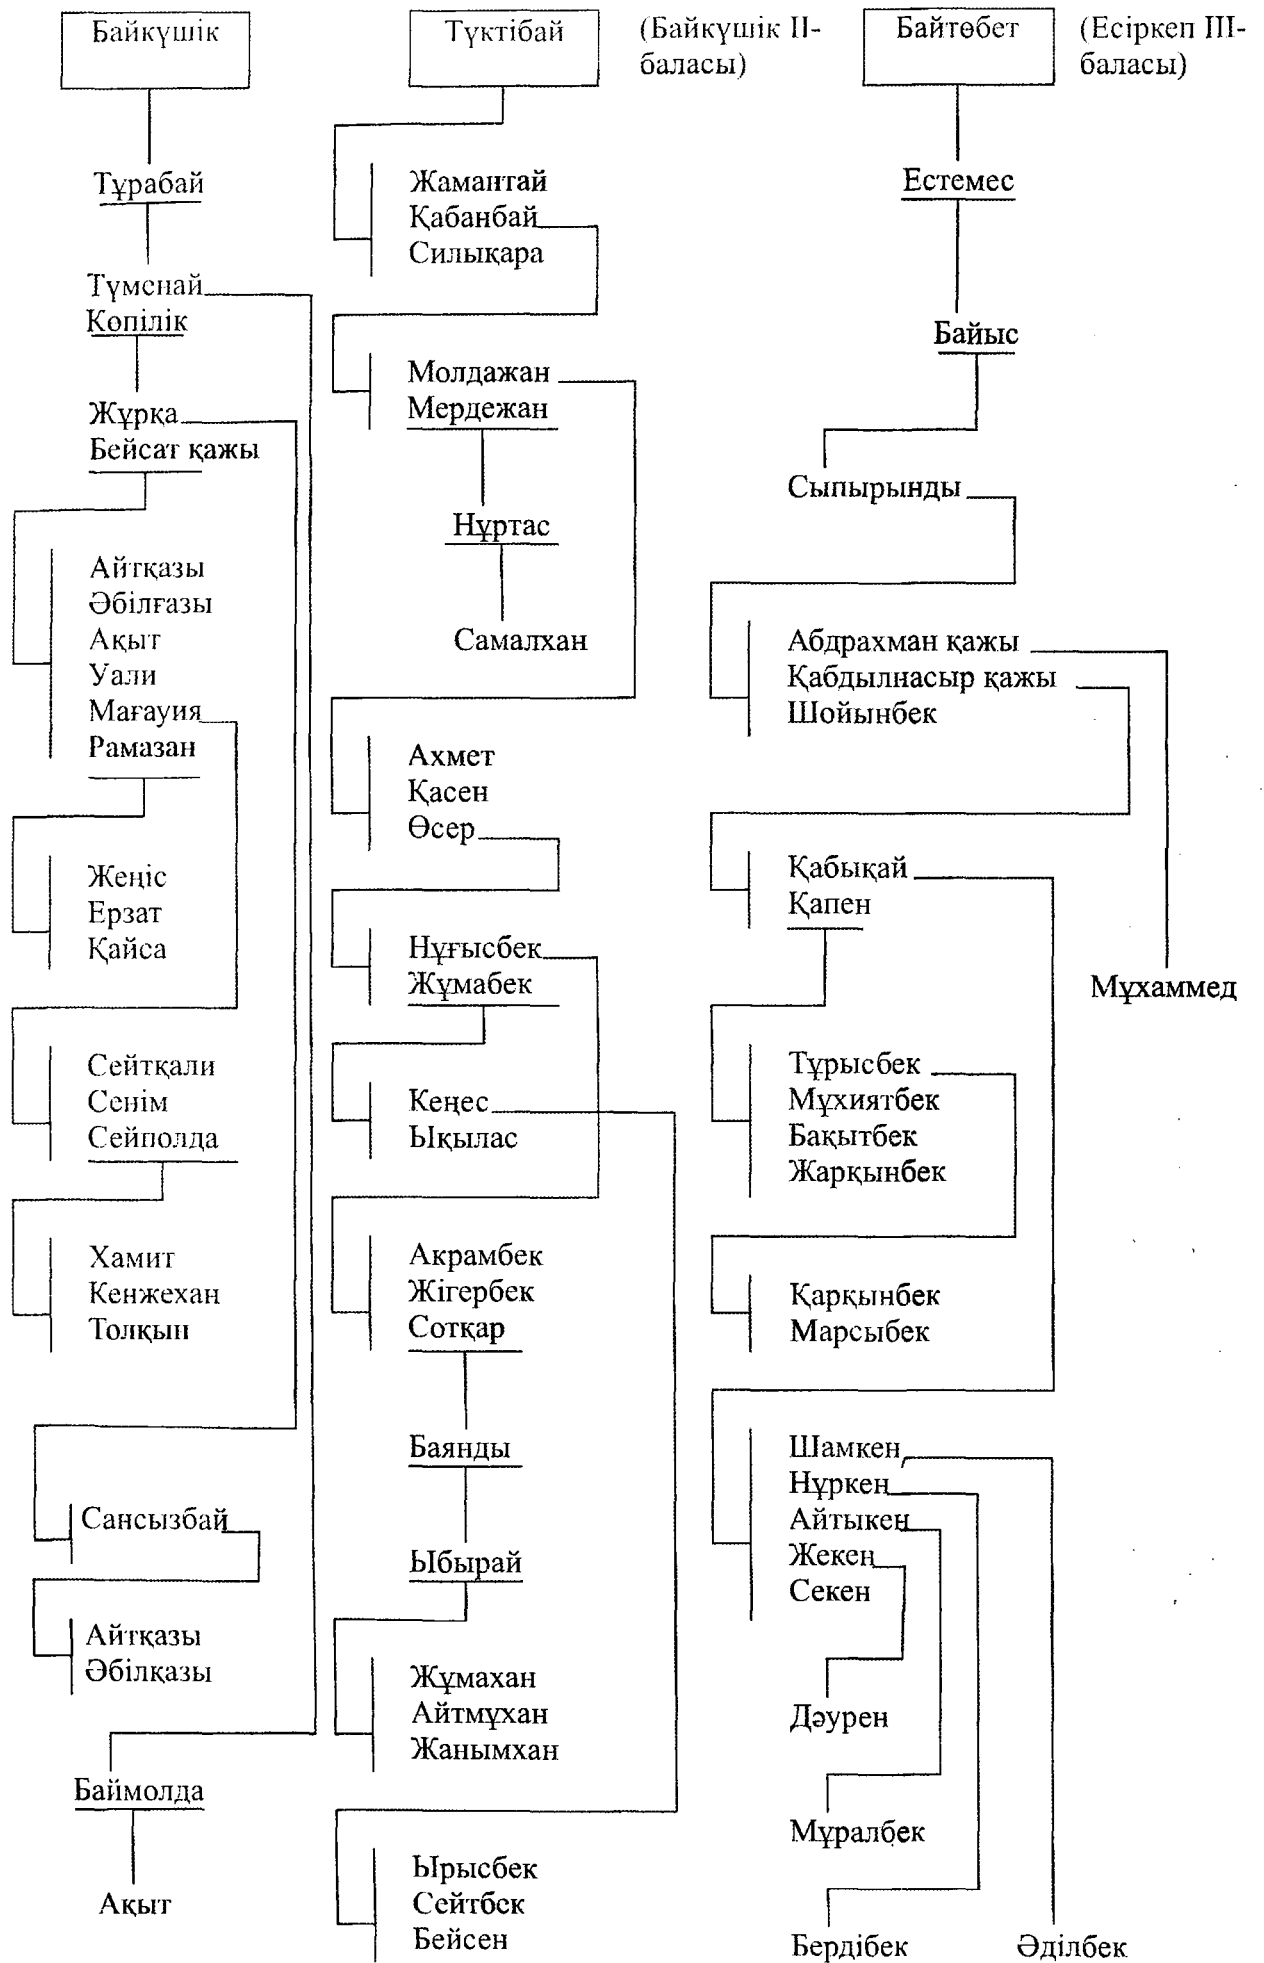 Байкүшік
Тұрабай
Түменай
Көпілік
Жұрқа
Бейсат қажы
Айтқазы
Әбілғазы
Ақыт
Уали
Мағауия
Рамазан
Жеңіс
Ерзат
Қайса
Сейтқали
Сенім
Сейполда
Хамит
Кенжехан
Толқын
Сансызбай
Айтқазы
Әбілқазы
Баймолда
Ақыт
Түктібай
(Байкүшік II-
баласы)
Жамантай
Қабанбай
Силықара
Молдажан
Мердежан
Нұртас
Самалхан
Ахмет
Қасен
Өсер
Нұғысбек
Жұмабек
Кеңес
Ықылас
Акрамбек
Жігербек
Сотқар
Баянды
Ыбырай
Жұмахан
Айтмұхан
Жанымхан
Ырысбек
Сейтбек
Бейсен
Байтөбет
(Есіркеп III-
баласы)
Естемес
Байыс
Сыпырынды
Абдрахман қажы
Қабдылнасыр қажы
Шойынбек
Қабықай
Қапен
Мұхаммед
Тұрысбек
Мұхиятбек
Бақытбек
Жарқынбек
Қарқынбек
Марсыбек
Шамкен
Нұркен
Айтыкен
Жекен
Секен
Дәурен
Мұралбек
Бердібек
Әділбек